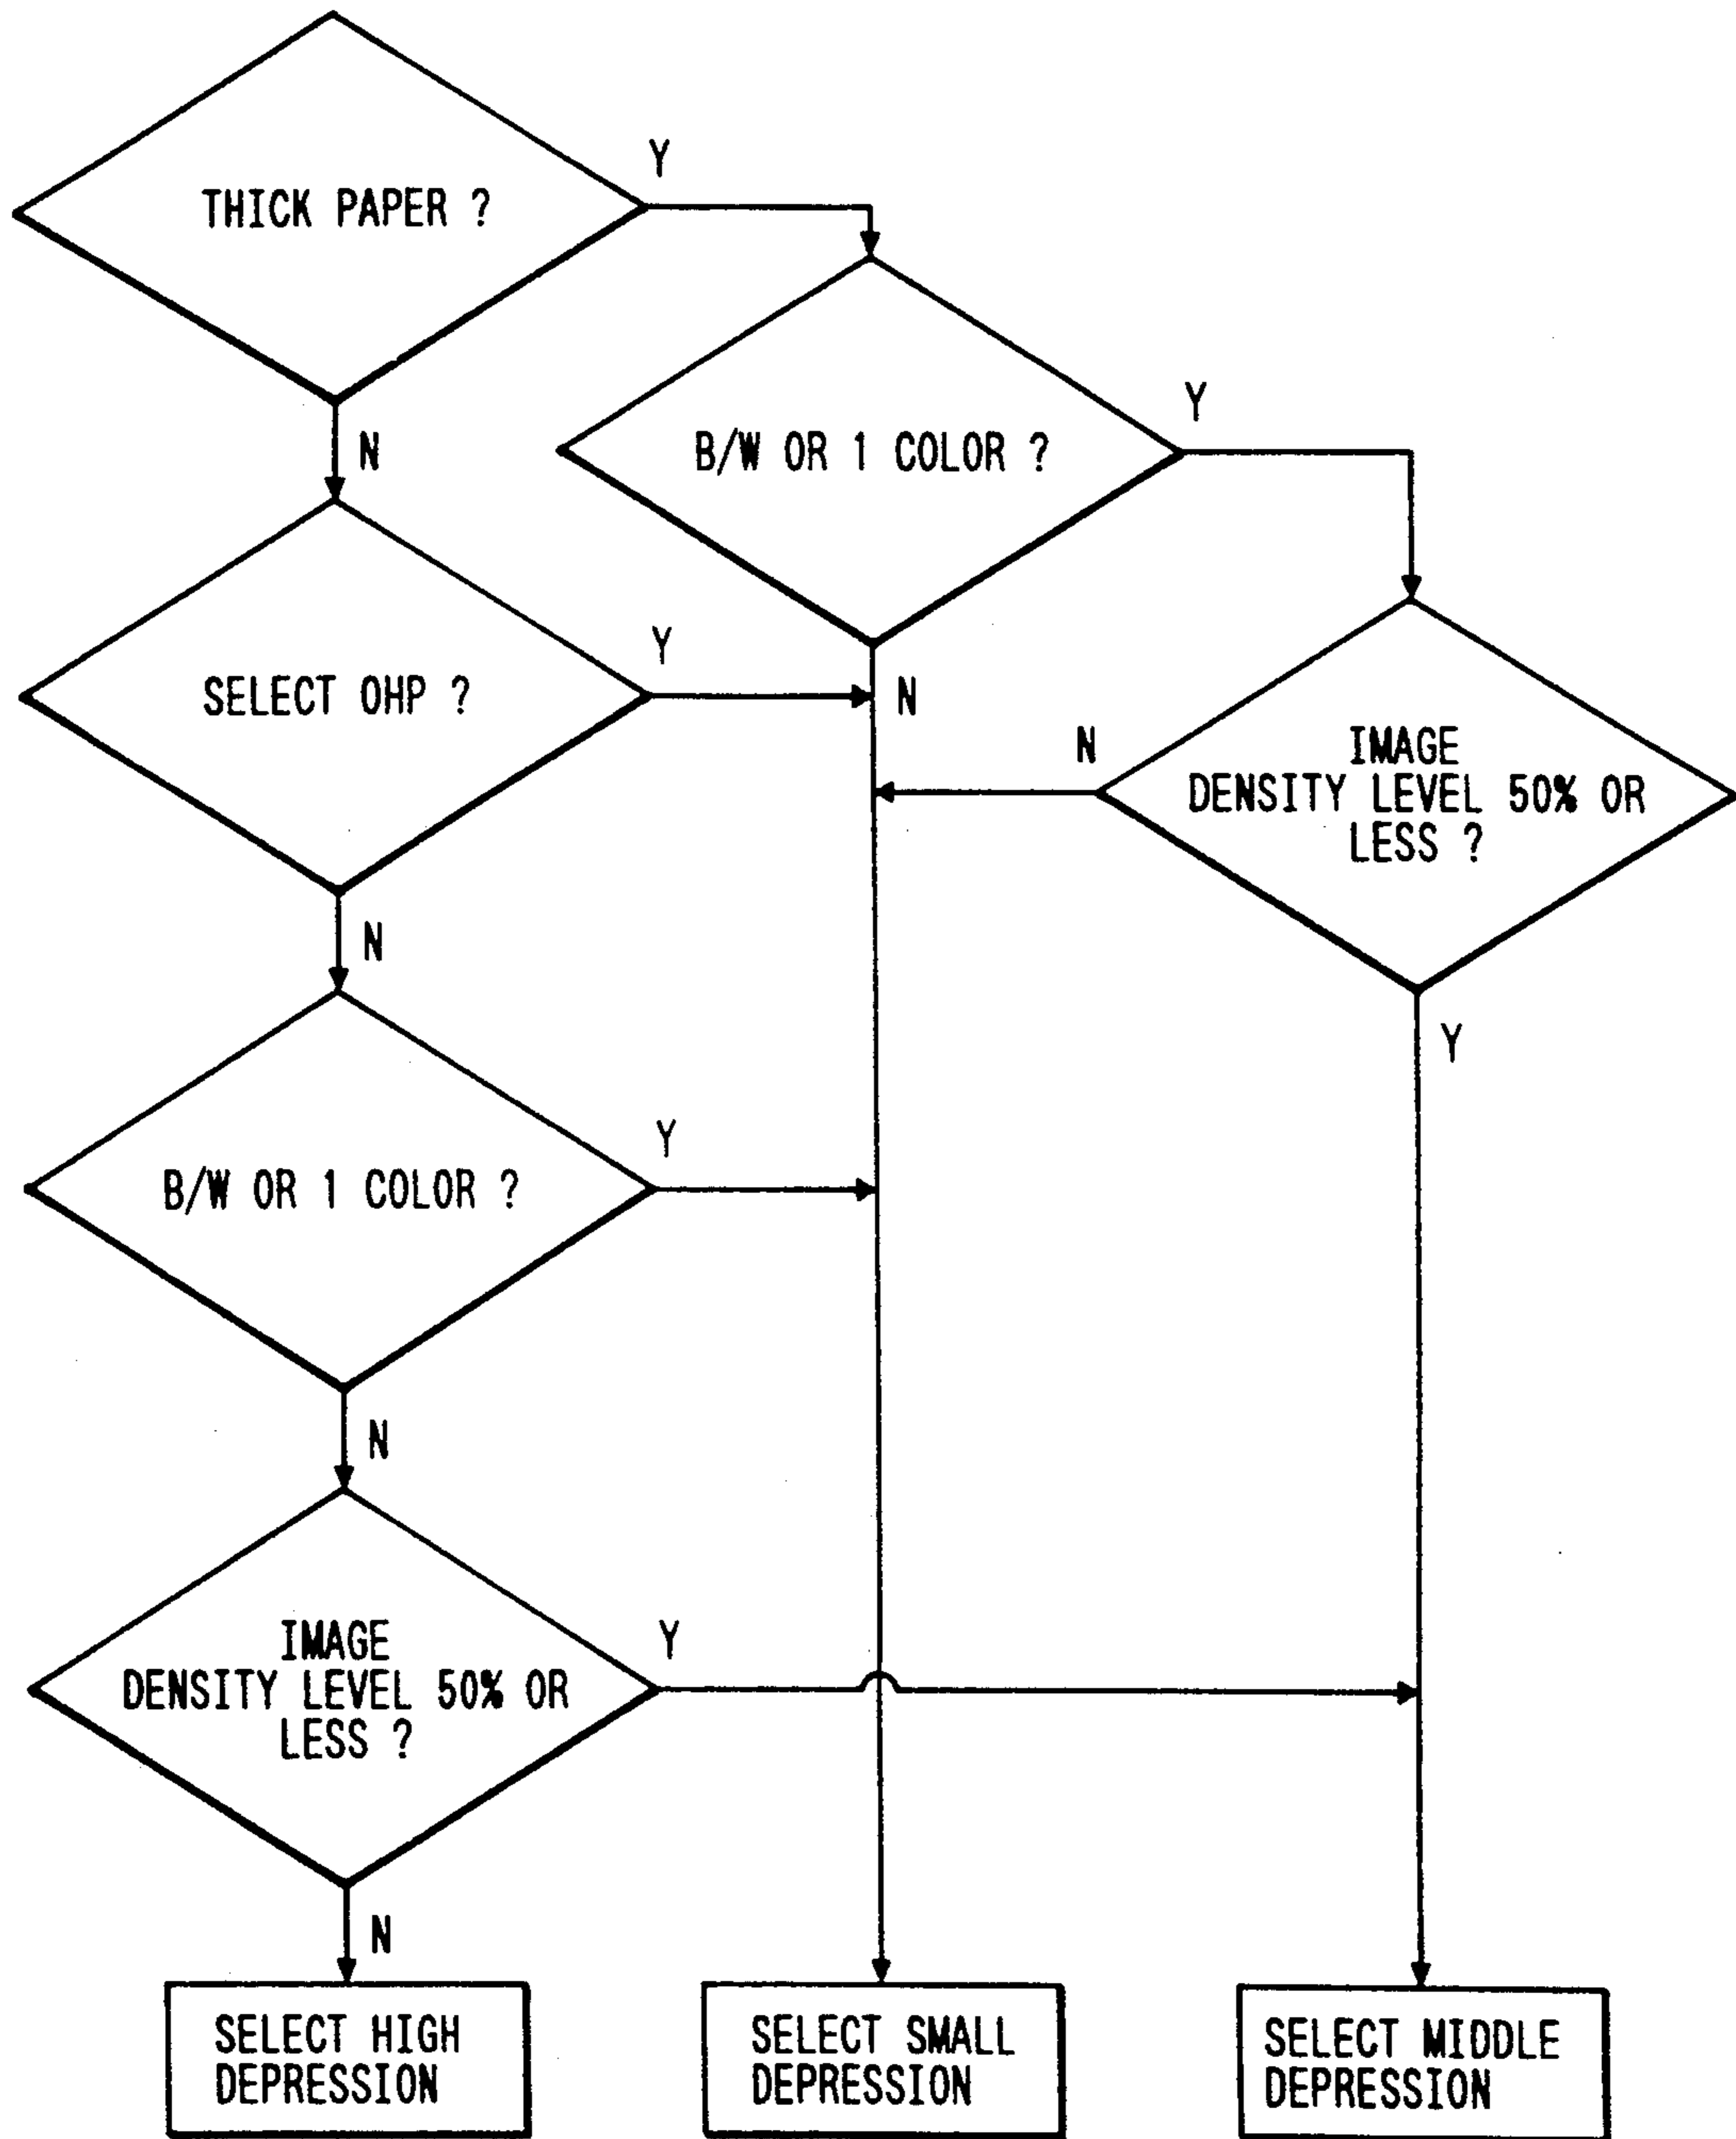 THICK PAPER ?
Y
N
B/W OR 1 COLOR ?
Y
N
SELECT OHP ?
Y
N
IMAGE
DENSITY LEVEL 50% OR
LESS ?
N
Y
B/W OR 1 COLOR ?
Y
N
IMAGE
DENSITY LEVEL 50% OR
LESS ?
Y
N
SELECT HIGH
DEPRESSION
SELECT SMALL
DEPRESSION
SELECT MIDDLE
DEPRESSION